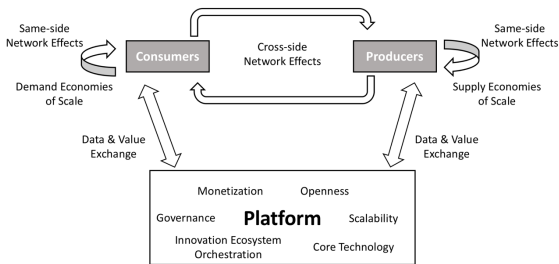 Same-side
Network Effects
Consumers
Cross-side
Network Effects
Producers
Same-side
Network Effects
Demand Economies
of Scale
Supply Economies
of Scale
Data & Value
Exchange
Data & Value
Exchange
Monetization
Openness
Governance
Platform
Scalability
Innovation Ecosystem
Orchestration
Core Technology